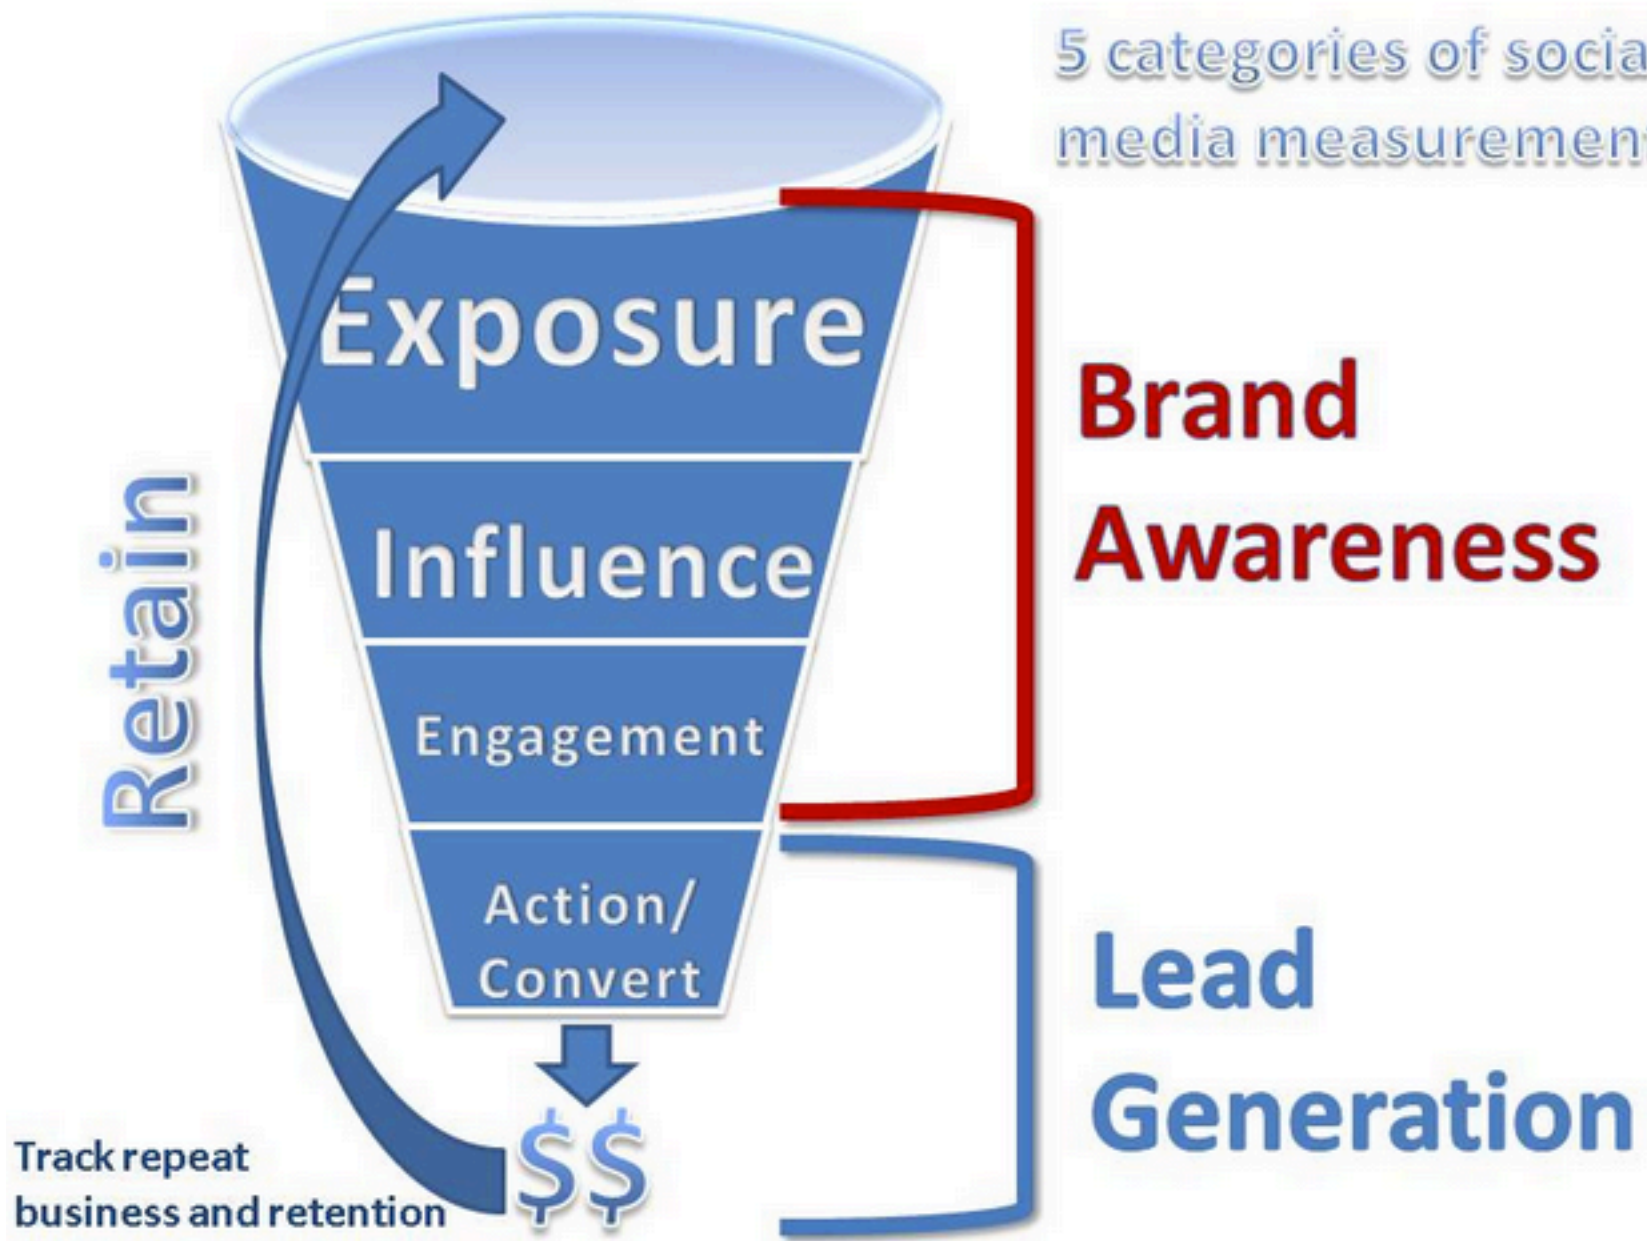 5 categories of socia
media measuremen
Exposure
Influence
Engagement
Action/
Convert
$$
Retain
Brand
Awareness
Lead
Generation
Track repeat
business and retention